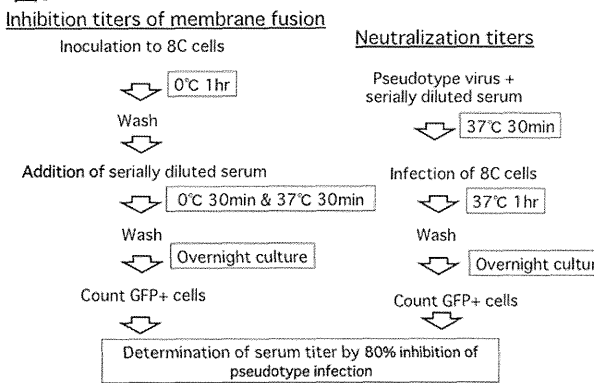 Inhibition titers of membrane fusion
Inoculation to 8C cells
0℃ 1hr
Wash
Addition of serially diluted serum
0℃ 30min & 37℃ 30min
Wash
Overnight culture
Count GFP+ cells
Neutralization titers
Pseudotype virus +
serially diluted serum
37℃ 30min
Infection of 8C cells
37℃ 1hr
Wash
Overnight cultur
Count GFP+ cells
Determination of serum titer by 80% inhibition of
pseudotype infection